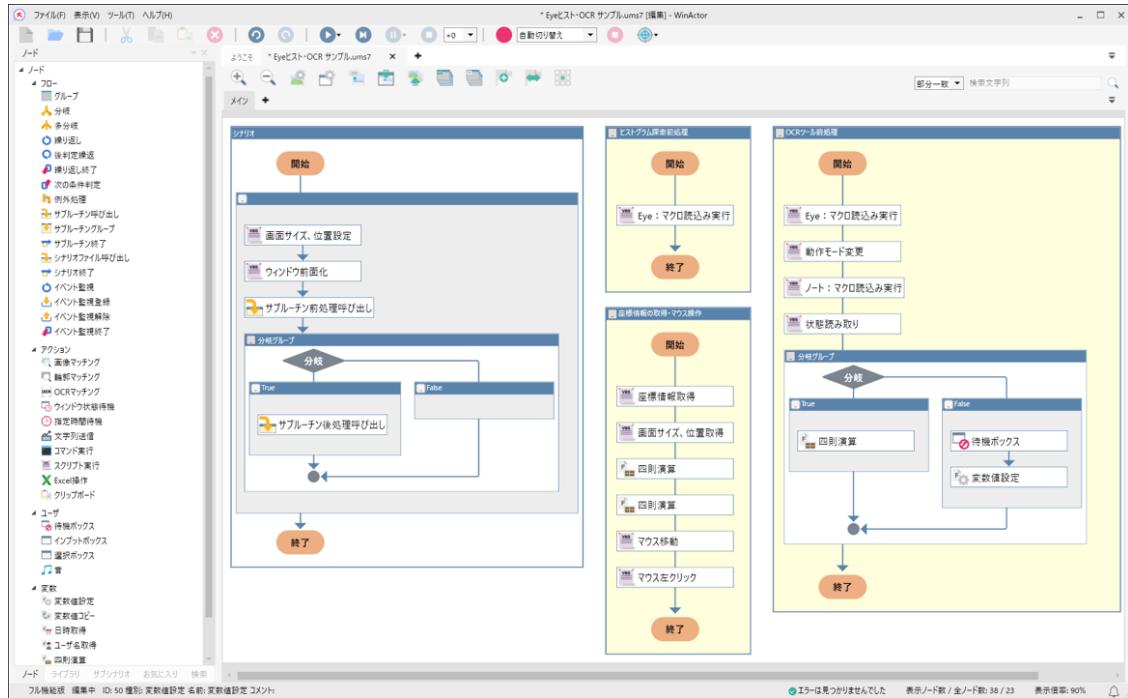 ファイル(F) 表示(V) ツール(T) ヘルプ(H)
* Eyeヒスト・OCR サンプル.ums7 [編集] - WinActor
+0
自動切り替え
ノード
ようこそ
* Eyeヒスト・OCR サンプル.ums7
部分一致
検索文字列
メイン
ノード
フロー
グループ
分岐
多分岐
繰り返し
後判定繰返
繰り返し終了
次の条件判定
例外処理
サブルーチン呼び出し
サブルーチングループ
サブルーチン終了
シナリオファイル呼び出し
シナリオ終了
イベント監視
イベント監視登録
イベント監視解除
イベント監視終了
アクション
画像マッチング
輪郭マッチング
OCRマッチング
ウィンドウ状態待機
指定時間待機
文字列送信
コマンド実行
スクリプト実行
Excel操作
クリップボード
ユーザ
待機ボックス
インプットボックス
選択ボックス
音
変数
変数値設定
変数値コピー
日時取得
ユーザ名取得
四則演算
ノード ライブラリ サブシナリオ お気に入り 検索
シナリオ
開始
画面サイズ、位置設定
ウィンドウ前面化
サブルーチン前処理呼び出し
分岐グループ
分岐
True
False
サブルーチン後処理呼び出し
終了
ヒストグラム探索前処理
開始
Eye：マクロ読込み実行
終了
座標情報の取得・マウス操作
開始
座標情報取得
画面サイズ、位置取得
四則演算
四則演算
マウス移動
マウス左クリック
終了
OCRツール前処理
開始
Eye：マクロ読込み実行
動作モード変更
ノート：マクロ読込み実行
状態読み取り
分岐グループ
分岐
True
False
四則演算
待機ボックス
変数値設定
終了
フル機能版 編集中 ID: 50 種別: 変数値設定 名前: 変数値設定 コメント:
エラーは見つかりませんでした
表示ノード数 / 全ノード数: 38 / 23
表示倍率: 90%